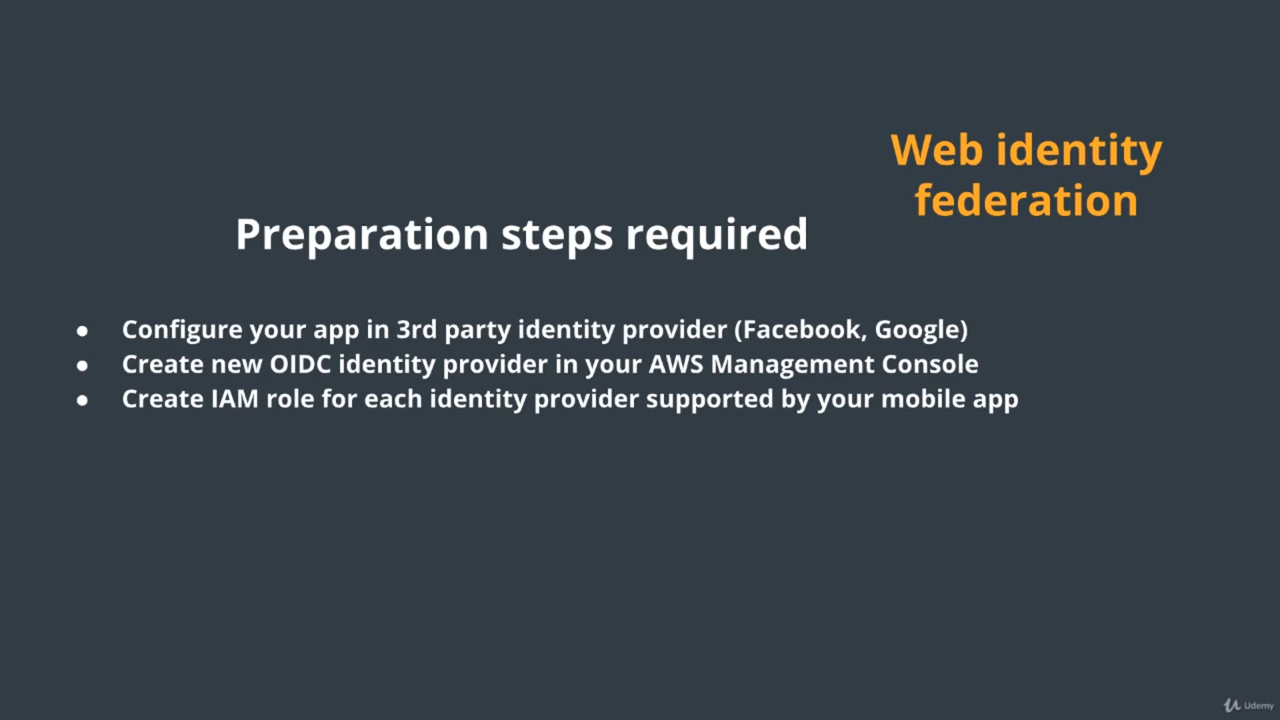 Web identity
federation
Preparation steps required
● Configure your app in 3rd party identity provider (Facebook, Google)
● Create new OIDC identity provider in your AWS Management Console
● Create IAM role for each identity provider supported by your mobile app
Udemy